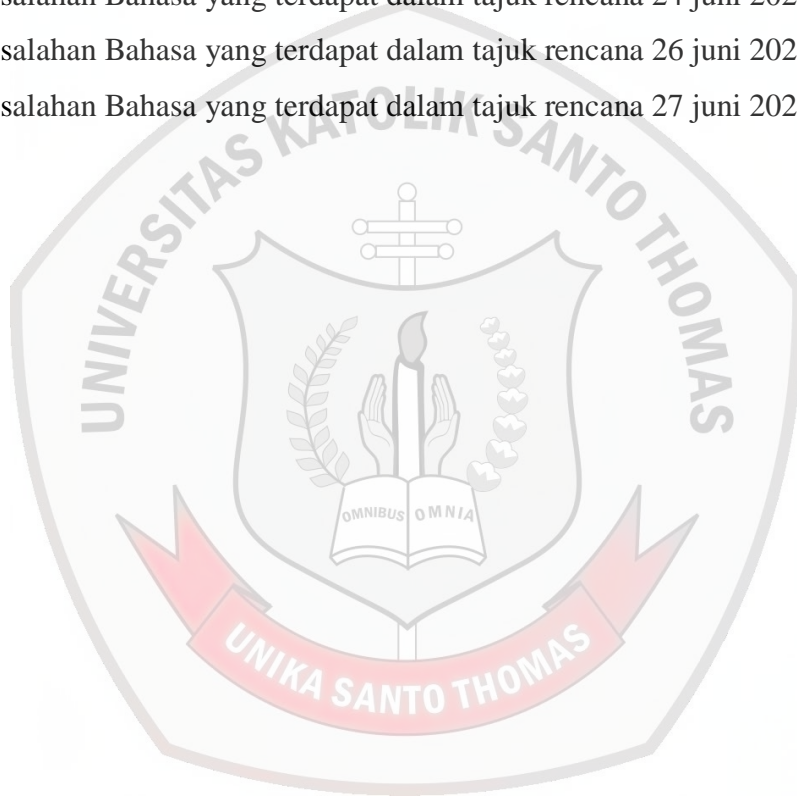 salahan Bahasa yang terdapat dalam tajuk rencana 24 juni 202
salahan Bahasa yang terdapat dalam tajuk rencana 26 juni 202
salahan Bahasa yang terdapat dalam tajuk rencana 27 juni 202
UNIVERSITAS KATOLIK SANTO THOMAS
OMNIBUS OMNIA
UNIKA SANTO THOMAS